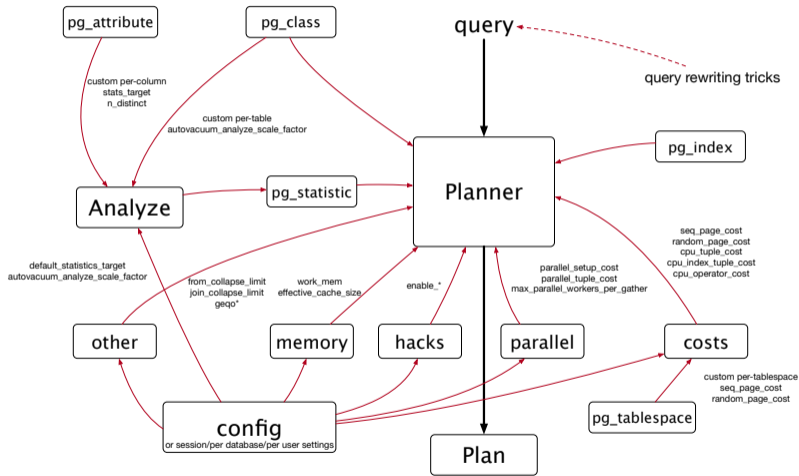 pg_attribute
pg_class
query
query rewriting tricks
custom per-column
stats_target
n_distinct
custom per-table
autovacuum_analyze_scale_factor
pg_index
Planner
Analyze
pg_statistic
default_statistics_target
autovacuum_analyze_scale_factor
from_collapse_limit
join_collapse_limit
geqo*
work_mem
effective_cache_size
enable_*
parallel_setup_cost
parallel_tuple_cost
max_parallel_workers_per_gather
seq_page_cost
random_page_cost
cpu_tuple_cost
cpu_index_tuple_cost
cpu_operator_cost
other
memory
hacks
parallel
costs
custom per-tablespace
seq_page_cost
random_page_cost
pg_tablespace
config
or session/per database/per user settings
Plan